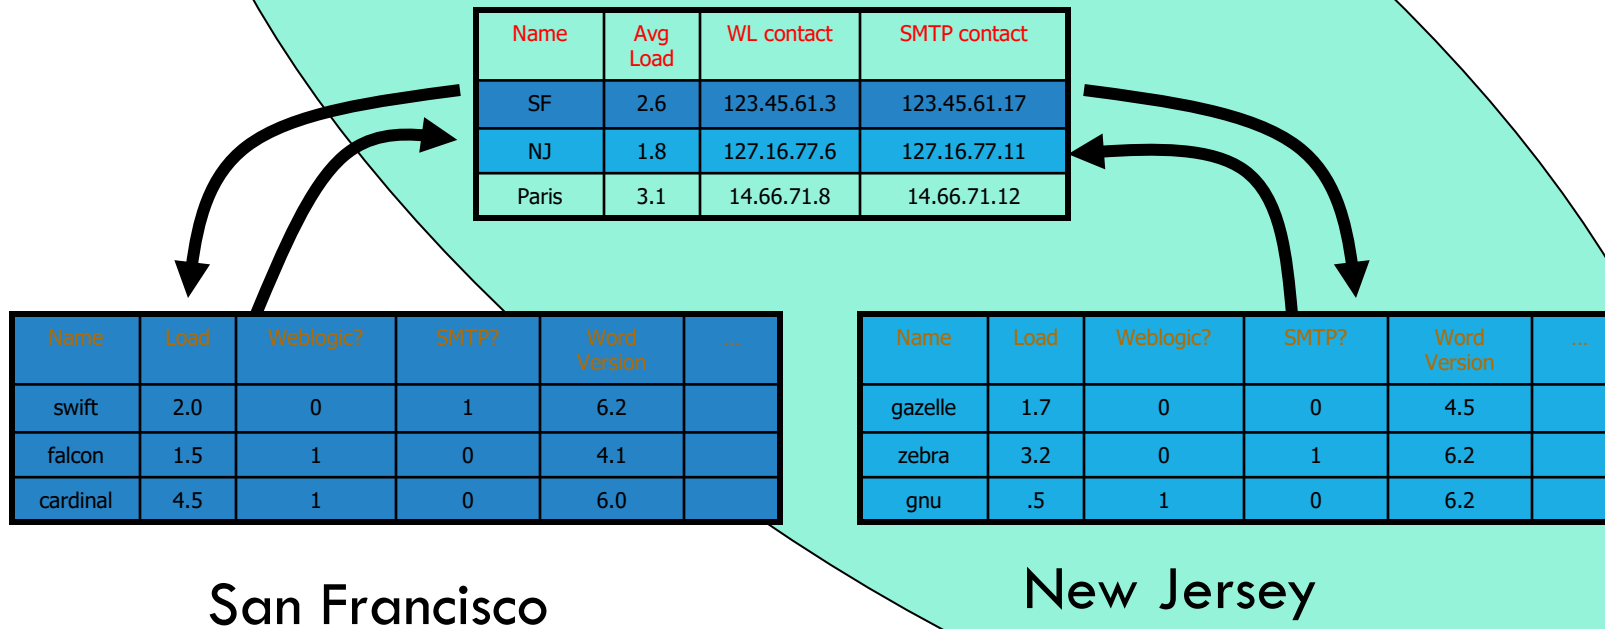 Name Avg Load WL contact SMTP contact
SF 2.6 123.45.61.3 123.45.61.17
NJ 1.8 127.16.77.6 127.16.77.11
Paris 3.1 14.66.71.8 14.66.71.12
Name Load Weblogic? SMTP? Word Version ...
swift 2.0 0 1 6.2
falcon 1.5 1 0 4.1
cardinal 4.5 1 0 6.0
Name Load Weblogic? SMTP? Word Version ...
gazelle 1.7 0 0 4.5
zebra 3.2 0 1 6.2
gnu .5 1 0 6.2
San Francisco
New Jersey